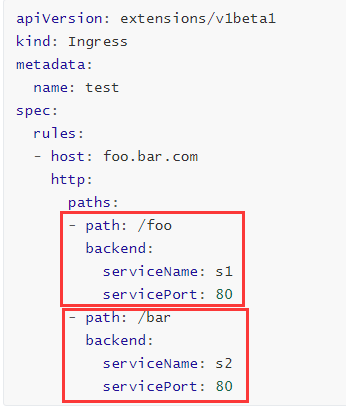 apiVersion: extensions/v1beta1
kind: Ingress
metadata:
  name: test
spec:
  rules:
  - host: foo.bar.com
    http:
      paths:
      - path: /foo
        backend:
          serviceName: s1
          servicePort: 80
      - path: /bar
        backend:
          serviceName: s2
          servicePort: 80